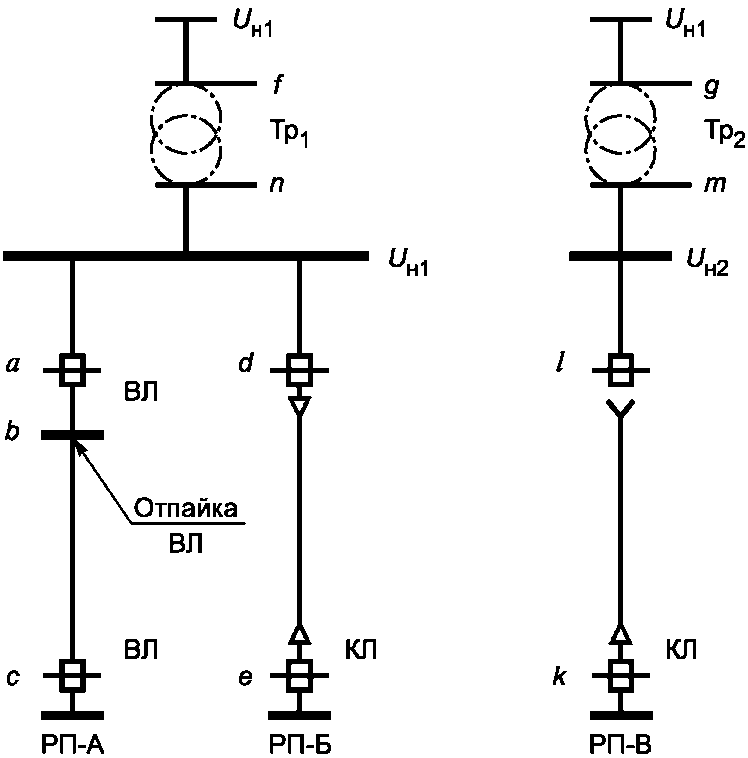 Uн1 Uн1
f g
Тр1 Тр2
n m
Uн1 Uн2
a d l
ВЛ
b
Отпайка
ВЛ
ВЛ КЛ КЛ
c e k
РП-А РП-Б РП-В